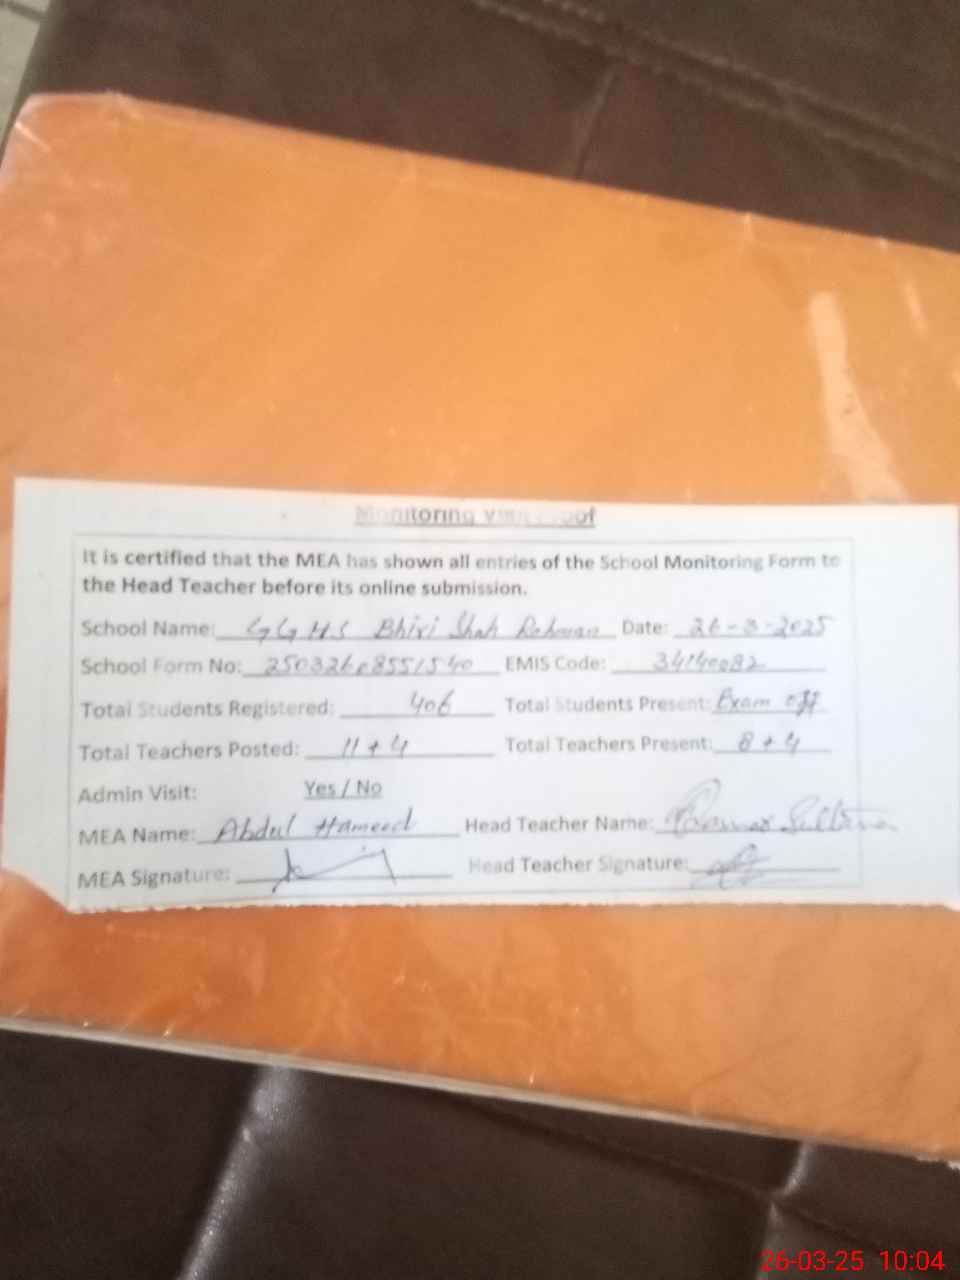 Monitoring Visit Proof
It is certified that the MEA has shown all entries of the School Monitoring Form to
the Head Teacher before its online submission.
School Name: GGHS Bhiri Shah Rehman Date: 26-3-2025
School Form No: EMIS Code: 34140082
Total Students Registered: 406 Total Students Present: Exam off
Total Teachers Posted: 11 + 4 Total Teachers Present: 8 + 4
Admin Visit: Yes / No
MEA Name: Abdul Hameed Head Teacher Name: Sultana
MEA Signature: Head Teacher Signature:
26-03-25 10:04